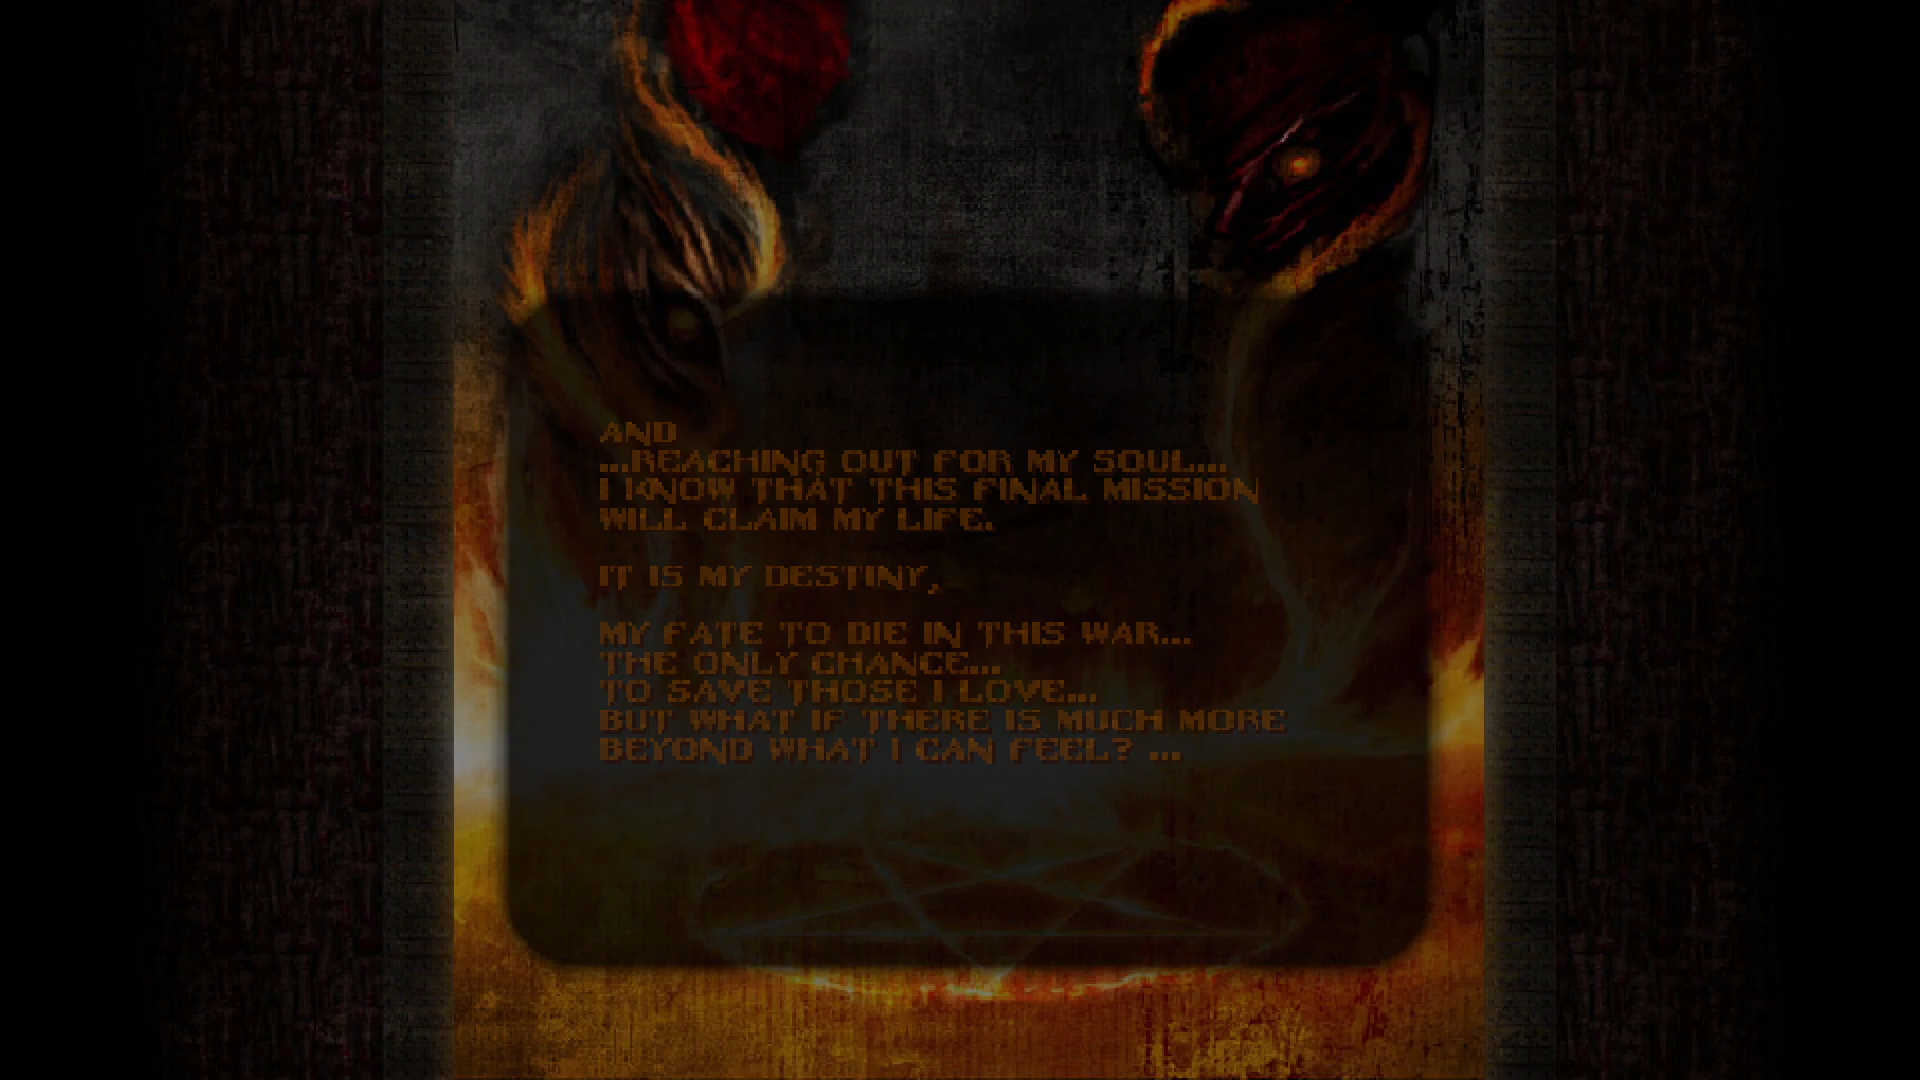 AND
...REACHING OUT FOR MY SOUL...
I KNOW THAT THIS FINAL MISSION
WILL CLAIM MY LIFE.
IT IS MY DESTINY,
MY FATE TO DIE IN THIS WAR...
THE ONLY CHANCE...
TO SAVE THOSE I LOVE...
BUT WHAT IF THERE IS MUCH MORE
BEYOND WHAT I CAN FEEL? ...